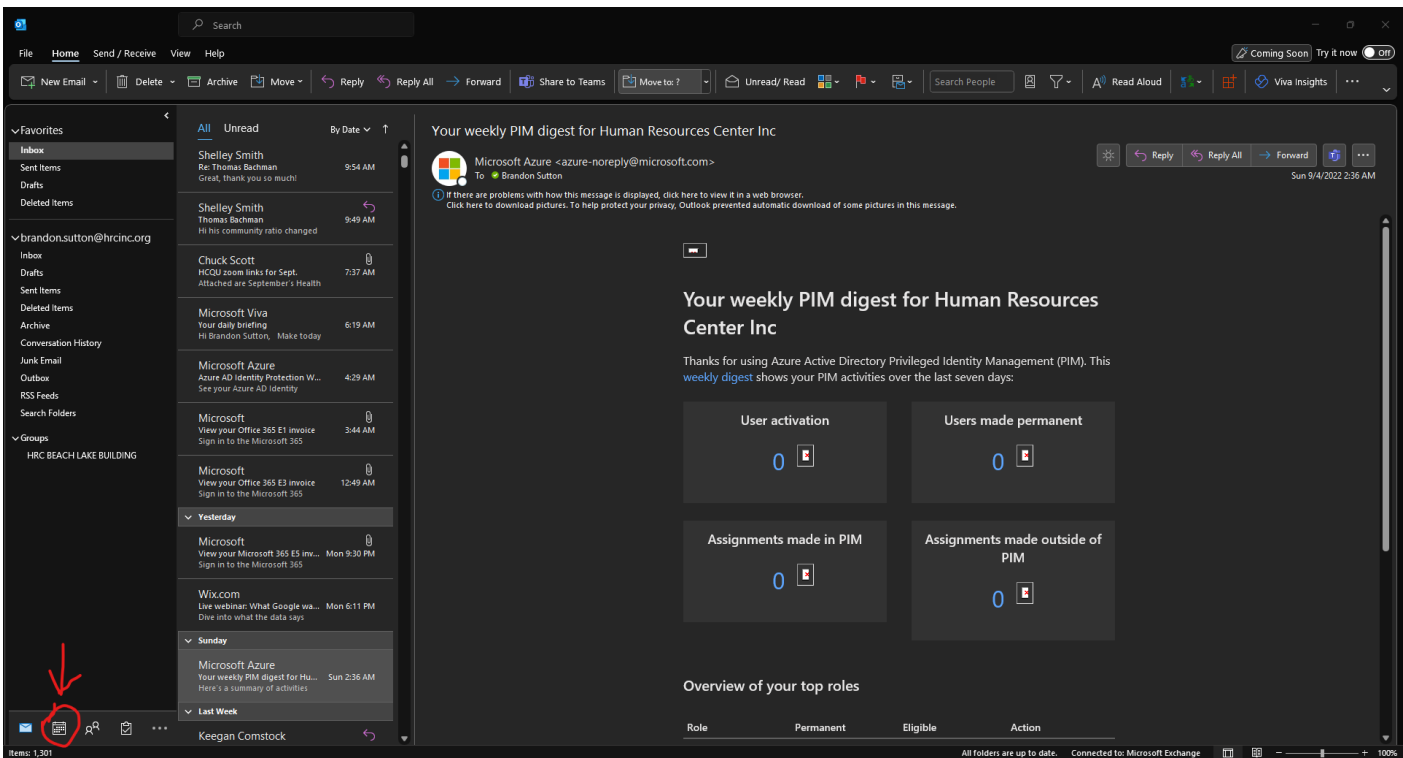 Search
File Home Send / Receive View Help
Coming Soon Try it now Off
New Email Delete Archive Move Reply Reply All Forward Share to Teams Move to: ? Unread/ Read Search People Read Aloud Viva Insights
Favorites
Inbox
Sent Items
Drafts
Deleted Items
brandon.sutton@hrcinc.org
Inbox
Drafts
Sent Items
Deleted Items
Archive
Conversation History
Junk Email
Outbox
RSS Feeds
Search Folders
Groups
HRC BEACH LAKE BUILDING
Items: 1,301
All Unread By Date
Shelley Smith
Re: Thomas Bachman 9:54 AM
Great, thank you so much!
Shelley Smith
Thomas Bachman 9:49 AM
Hi his community ratio changed
Chuck Scott
HCQU zoom links for Sept. 7:37 AM
Attached are September's Health
Microsoft Viva
Your daily briefing 6:19 AM
Hi Brandon Sutton, Make today
Microsoft Azure
Azure AD Identity Protection W... 4:29 AM
See your Azure AD Identity
Microsoft
View your Office 365 E1 invoice 3:44 AM
Sign in to the Microsoft 365
Microsoft
View your Office 365 E3 invoice 12:49 AM
Sign in to the Microsoft 365
Yesterday
Microsoft
View your Microsoft 365 E5 inv... Mon 9:30 PM
Sign in to the Microsoft 365
Wix.com
Live webinar: What Google wa... Mon 6:11 PM
Dive into what the data says
Sunday
Microsoft Azure
Your weekly PIM digest for Hu... Sun 2:36 AM
Here's a summary of activities
Last Week
Keegan Comstock
Your weekly PIM digest for Human Resources Center Inc
Microsoft Azure <azure-noreply@microsoft.com>
To Brandon Sutton
Reply Reply All Forward
Sun 9/4/2022 2:36 AM
If there are problems with how this message is displayed, click here to view it in a web browser.
Click here to download pictures. To help protect your privacy, Outlook prevented automatic download of some pictures in this message.
Your weekly PIM digest for Human Resources
Center Inc
Thanks for using Azure Active Directory Privileged Identity Management (PIM). This
weekly digest shows your PIM activities over the last seven days:
User activation
0
Users made permanent
0
Assignments made in PIM
0
Assignments made outside of
PIM
0
Overview of your top roles
Role Permanent Eligible Action
All folders are up to date. Connected to: Microsoft Exchange 100%